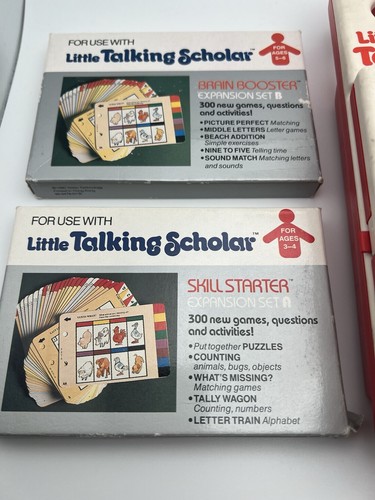 FOR USE WITH
Little Talking Scholar™
FOR
AGES
5-6
BRAIN BOOSTER™
EXPANSION SET B
300 new games, questions
and activities!
• PICTURE PERFECT Matching
• MIDDLE LETTERS Letter games
• BEACH ADDITION
Simple exercises
• NINE TO FIVE Telling time
• SOUND MATCH Matching letters
and sounds
FOR USE WITH
Little Talking Scholar™
FOR
AGES
3-4
SKILL STARTER™
EXPANSION SET A
300 new games, questions
and activities!
• Put together PUZZLES
• COUNTING
animals, bugs, objects
• WHAT'S MISSING?
Matching games
• TALLY WAGON
Counting, numbers
• LETTER TRAIN Alphabet